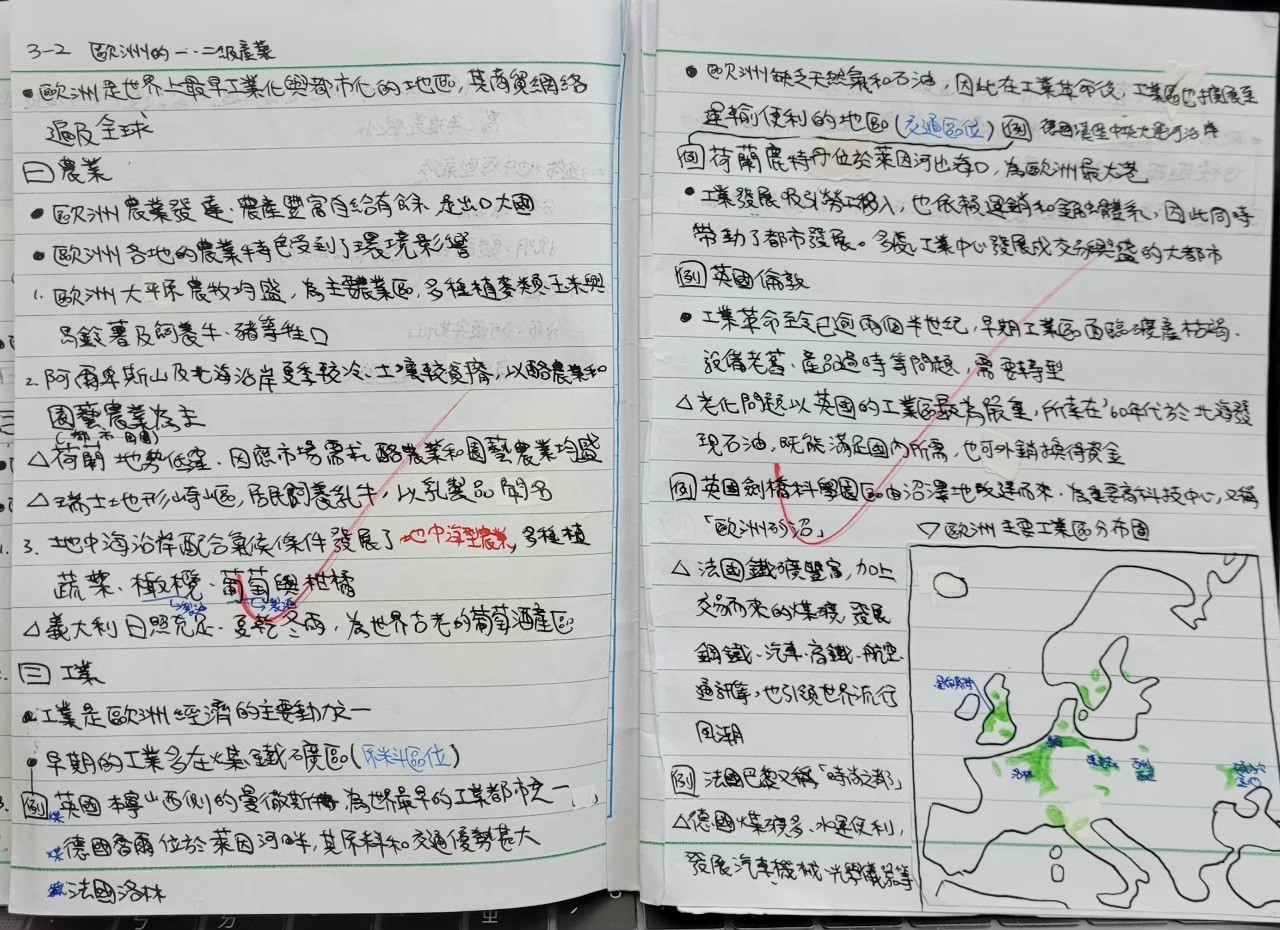 3-2 歐洲的一、二級產業
•歐洲是世界上最早工業化與都市化的地區，其商貿網絡
遍及全球
㊀農業
•歐洲農業發達、農產豐富自給有餘，是出口大國
•歐洲各地的農業特色受到了環境影響
1. 歐洲大平原農牧均盛，為主要農業區，多種植麥類、玉米與
馬鈴薯及飼養牛、豬等牲口
2. 阿爾卑斯山及北海沿岸夏季較冷、土壤較貧瘠，以酪農業和
園藝農業為主
△荷蘭地勢低窪，因應市場需求酪農業和園藝農業均盛
△瑞士地形崎嶇，居民飼養乳牛，以乳製品聞名
3. 地中海沿岸配合氣侯條件發展了地中海型農業，多種植
蔬菜、橄欖、葡萄與柑橘
↳製油 ↳製酒
△義大利日照充足、夏乾冬雨，為世界古老的葡萄酒產區
㊂工業
•工業是歐洲經濟的主要動力之一
•早期的工業多在煤、鐵礦區(原料區位)
例 煤英國本寧山西側的曼徹斯特，為世界最早的工業都市之一
煤德國魯爾位於萊因河畔，其原料和交通優勢甚大
鐵法國洛林
•歐洲缺乏天然氣和石油，因此在工業革命後，工業區也擴展至
運輸便利的地區(交通區位) 例 德國漢堡中央大運河沿岸
例荷蘭鹿特丹位於萊因河出海口，為歐洲最大港
•工業發展吸引勞工移入，也依賴運銷和金融體系，因此同時
帶動了都市發展。多處工業中心發展成交易興盛的大都市
例英國倫敦
•工業革命至今已逾兩個半世紀，早期工業區面臨礦產枯竭、
設備老舊、產品過時等問題，需要轉型
△老化問題以英國的工業區最為嚴重，所幸在'60年代於北海發
現石油，既能滿足國內所需，也可外銷換得資金
例英國劍橋科學園區由沼澤地改建而來，為重要高科技中心，又稱
「歐洲矽沼」
▽歐洲主要工業區分布圖
△法國鐵礦豐富，加上
交易而來的煤礦，發展
鋼鐵、汽車、高鐵、航空、
通訊等，也引領世界流行
風潮
例法國巴黎又稱「時尚之都」
△德國煤礦多、水運便利，
發展汽車、機械、光學儀器等
洛林